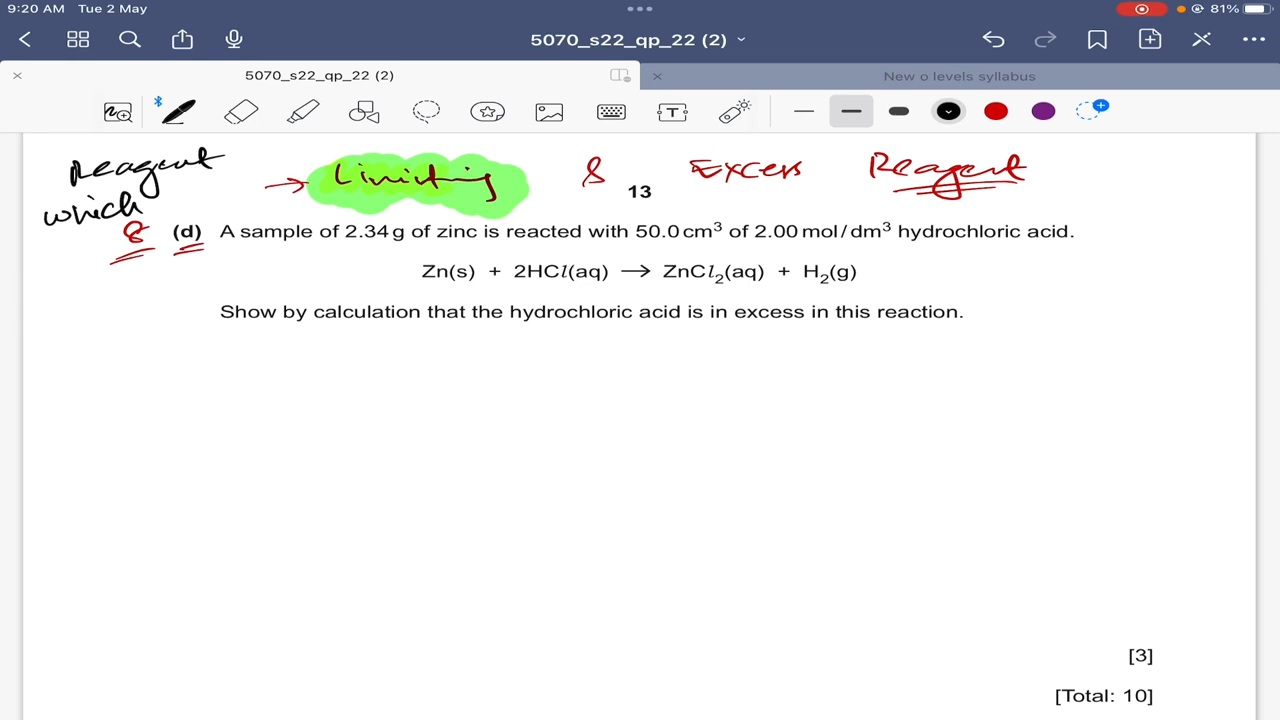 9:20 AM Tue 2 May
81%
5070_s22_qp_22 (2)
5070_s22_qp_22 (2)
New o levels syllabus
T
Reagent
which
Limiting & Excess Reagent
13
8 (d) A sample of 2.34 g of zinc is reacted with 50.0 cm³ of 2.00 mol/dm³ hydrochloric acid.
Zn(s) + 2HCl(aq) → ZnCl₂(aq) + H₂(g)
Show by calculation that the hydrochloric acid is in excess in this reaction.
[3]
[Total: 10]